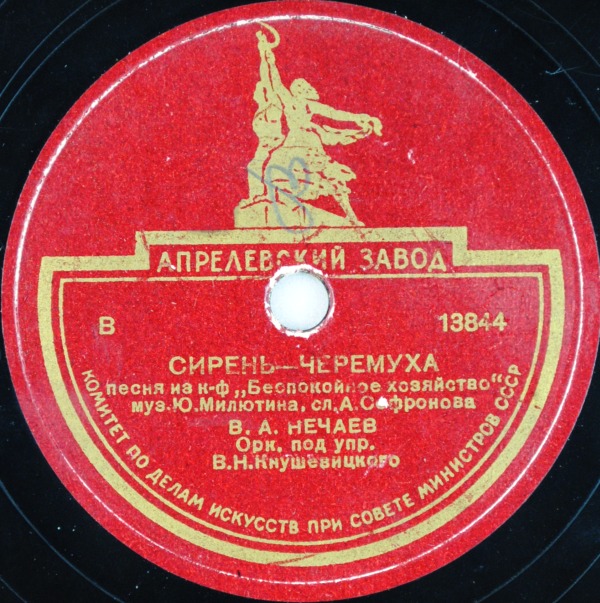 АПРЕЛЕВСКИЙ ЗАВОД
В 13844
СИРЕНЬ—ЧЕРЕМУХА
песня из к-ф „Беспокойное хозяйство“
муз. Ю. Милютина, сл. А. Софронова
В. А. НЕЧАЕВ
Орк. под упр.
В. Н. Кнушевицкого
КОМИТЕТ ПО ДЕЛАМ ИСКУССТВ ПРИ СОВЕТЕ МИНИСТРОВ СССР